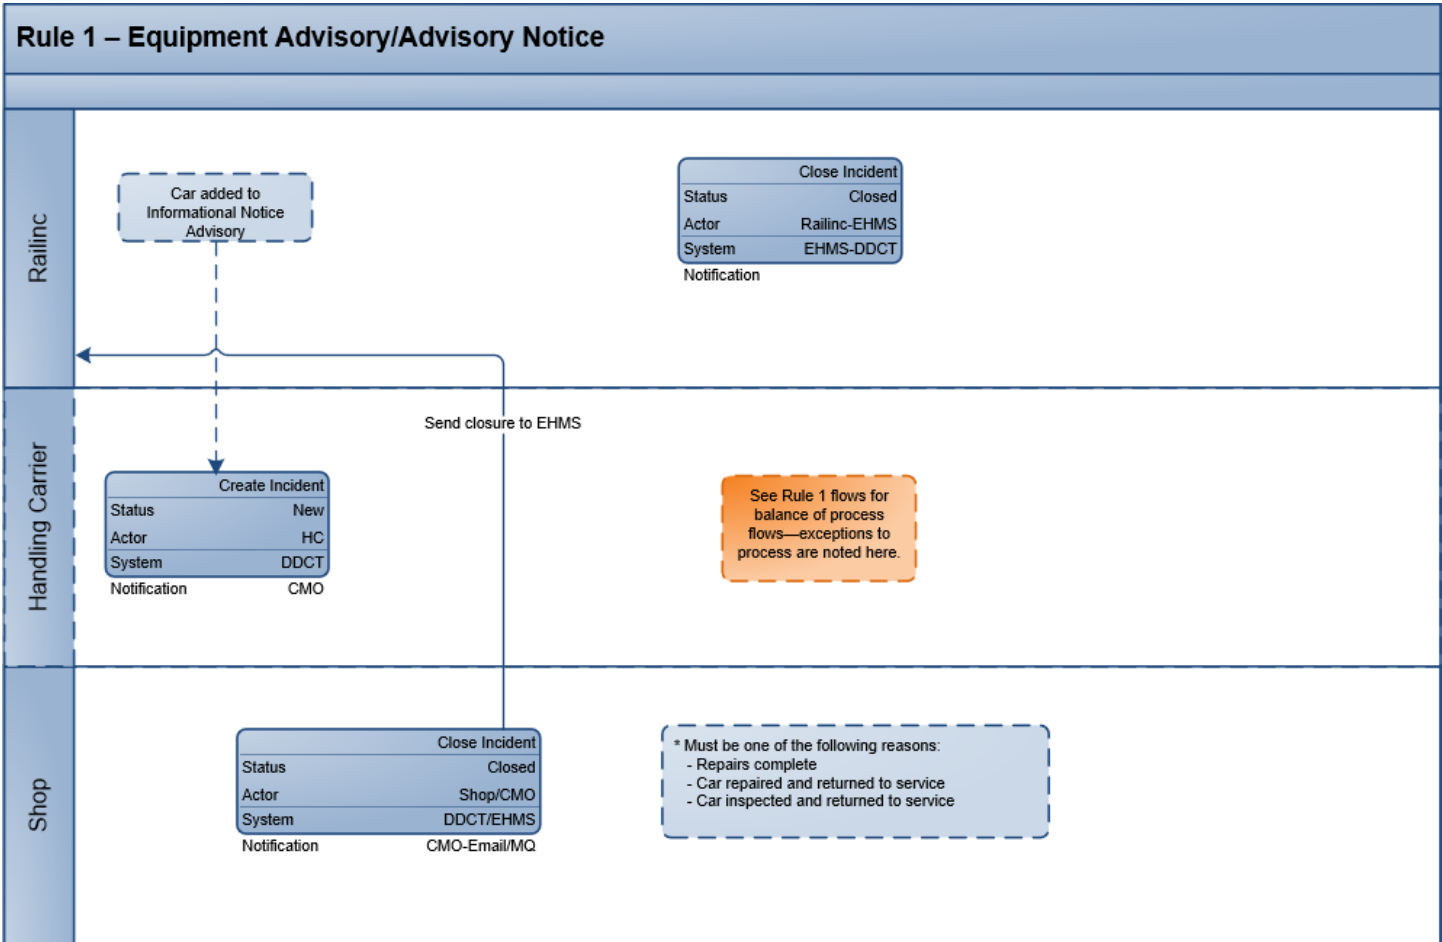 Rule 1 – Equipment Advisory/Advisory Notice
Railinc
Car added to
Informational Notice
Advisory
Close Incident
Status Closed
Actor Railinc-EHMS
System EHMS-DDCT
Notification
Handling Carrier
Send closure to EHMS
Create Incident
Status New
Actor HC
System DDCT
Notification CMO
See Rule 1 flows for
balance of process
flows—exceptions to
process are noted here.
Shop
Close Incident
Status Closed
Actor Shop/CMO
System DDCT/EHMS
Notification CMO-Email/MQ
* Must be one of the following reasons:
- Repairs complete
- Car repaired and returned to service
- Car inspected and returned to service